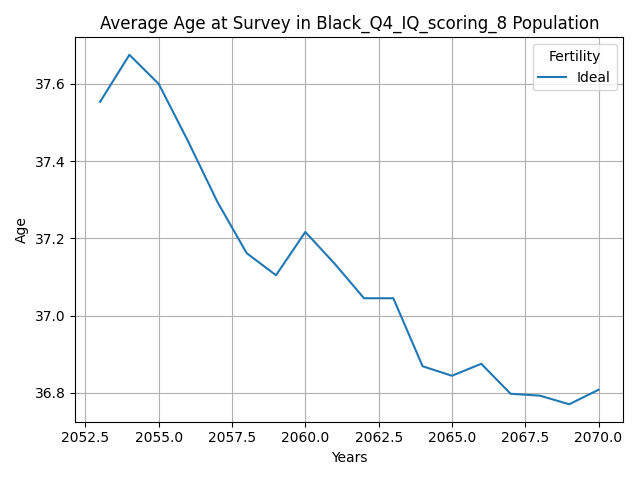 Average Age at Survey in Black_Q4_IQ_scoring_8 Population
Fertility
Ideal
37.6
37.4
37.2
37.0
36.8
Age
2052.5 2055.0 2057.5 2060.0 2062.5 2065.0 2067.5 2070.0
Years